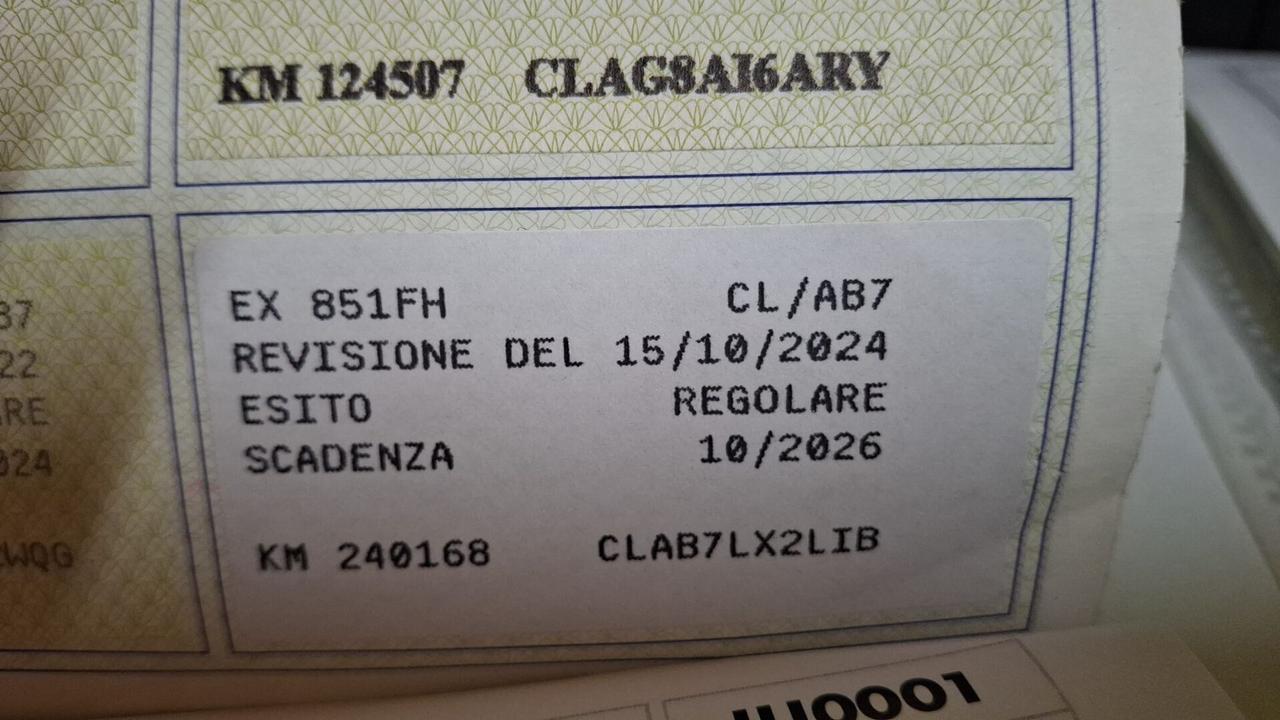 KM 124507 CLAG8AI6ARY
EX 851FH CL/AB7
REVISIONE DEL 15/10/2024
ESITO REGOLARE
SCADENZA 10/2026
KM 240168 CLAB7LX2LIB